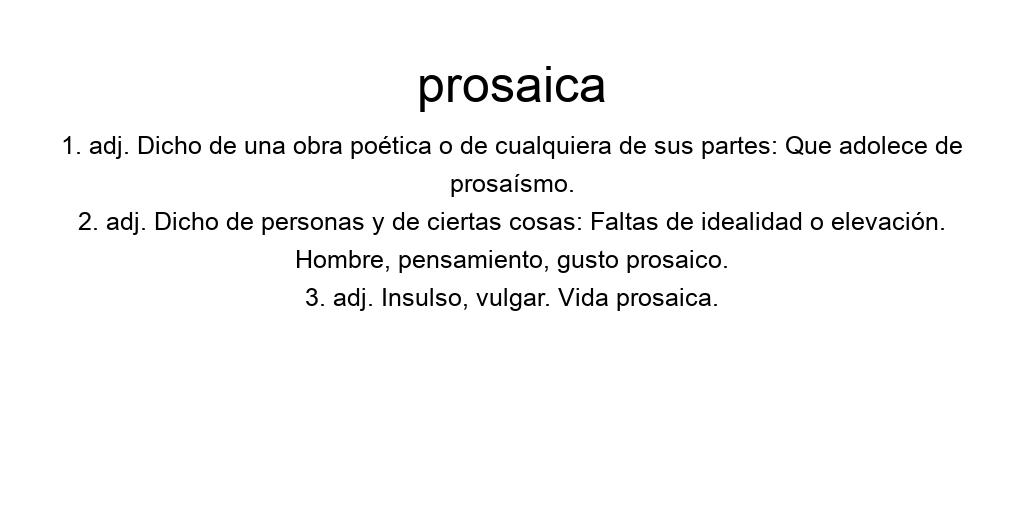 prosaica
1. adj. Dicho de una obra poética o de cualquiera de sus partes: Que adolece de
prosaísmo.
2. adj. Dicho de personas y de ciertas cosas: Faltas de idealidad o elevación.
Hombre, pensamiento, gusto prosaico.
3. adj. Insulso, vulgar. Vida prosaica.